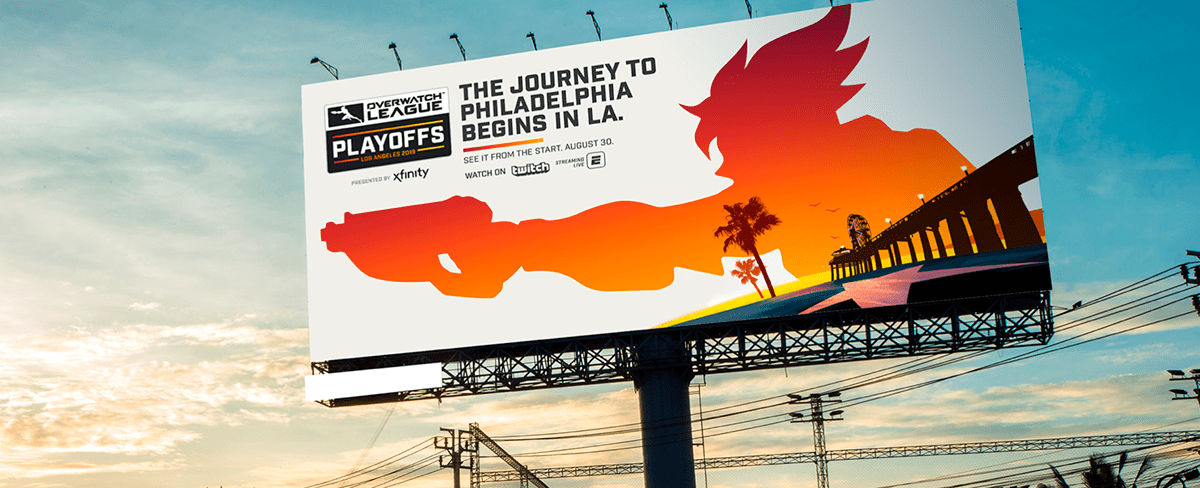 OVERWATCH
LEAGUE
PLAYOFFS
LOS ANGELES 2019
PRESENTED BY xfinity
THE JOURNEY TO
PHILADELPHIA
BEGINS IN LA.
SEE IT FROM THE START. AUGUST 30.
WATCH ON twitch STREAMING
LIVE